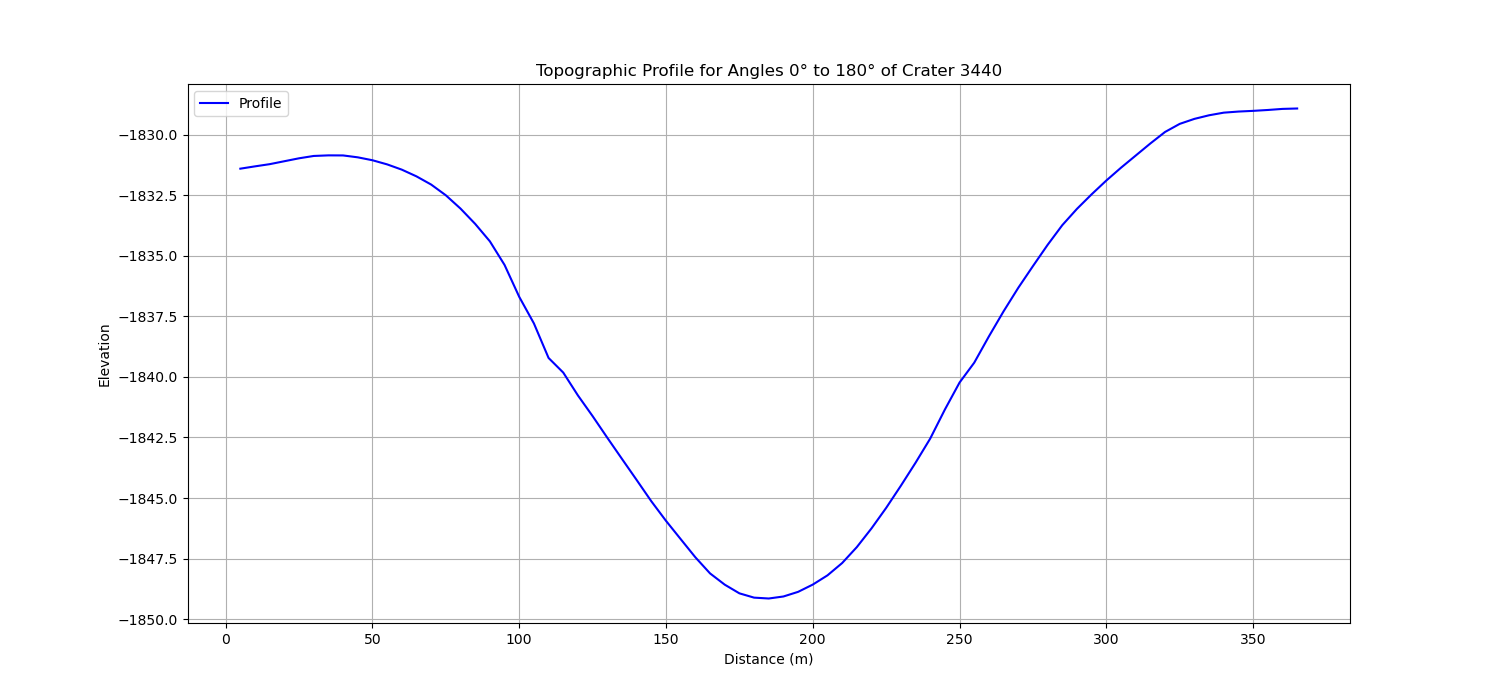 Topographic Profile for Angles 0° to 180° of Crater 3440
Profile
−1830.0
−1832.5
−1835.0
−1837.5
−1840.0
−1842.5
−1845.0
−1847.5
−1850.0
Elevation
0 50 100 150 200 250 300 350
Distance (m)